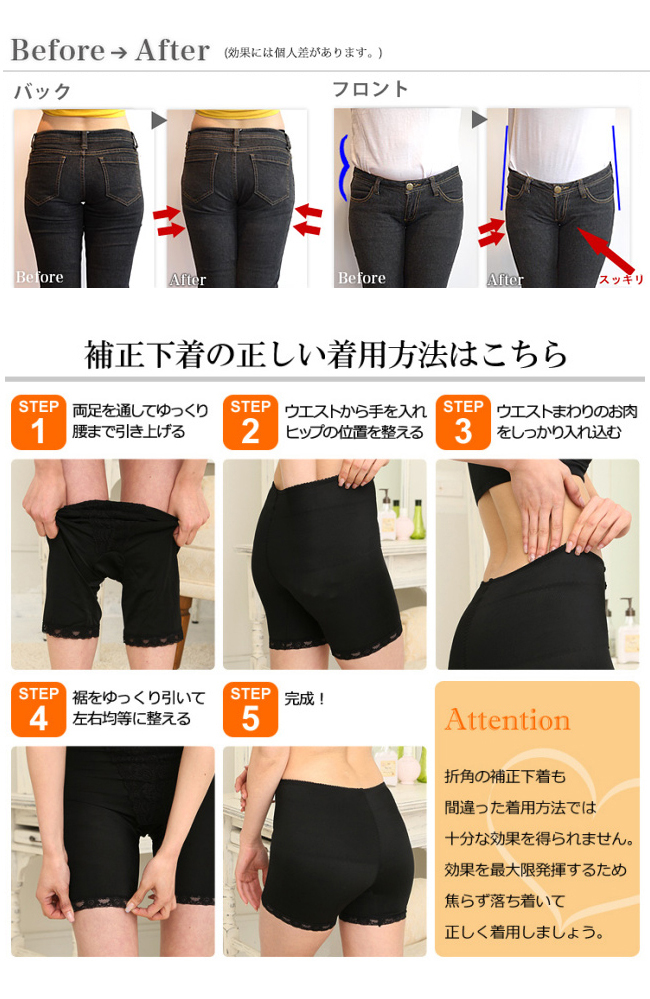 Before → After (効果には個人差があります。)
バック
フロント
Before
After
Before
After
スッキリ
補正下着の正しい着用方法はこちら
STEP 1
両足を通してゆっくり
腰まで引き上げる
STEP 2
ウエストから手を入れ
ヒップの位置を整える
STEP 3
ウエストまわりのお肉
をしっかり入れ込む
STEP 4
裾をゆっくり引いて
左右均等に整える
STEP 5
完成！
Attention
折角の補正下着も
間違った着用方法では
十分な効果を得られません。
効果を最大限発揮するため
焦らず落ち着いて
正しく着用しましょう。